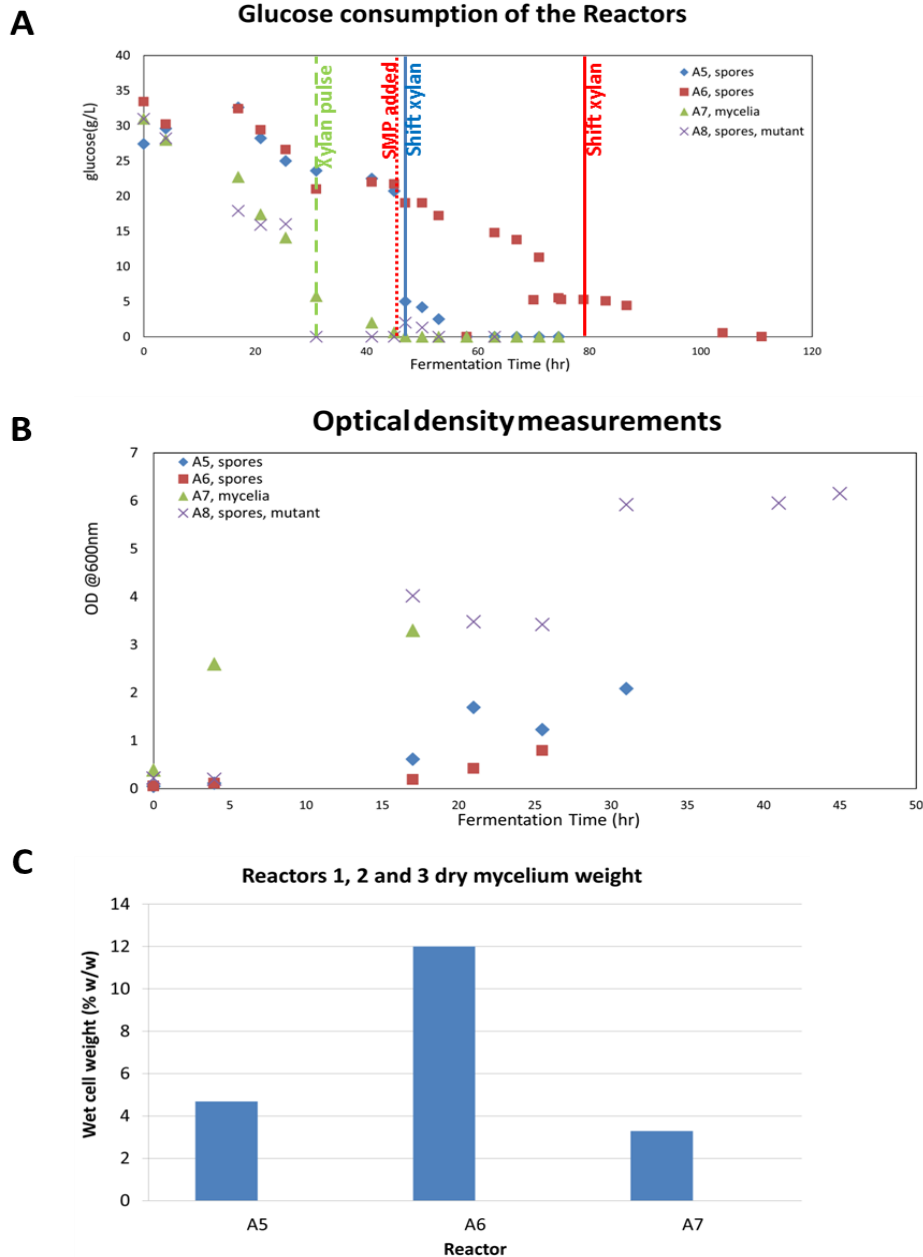 A
Glucose consumption of the Reactors
40
35
30
25
20
15
10
5
0
glucose(g/L)
Xylan pulse
SMP added
Shift xylan
Shift xylan
A5, spores
A6, spores
A7, mycelia
A8, spores, mutant
0 20 40 60 80 100 120
Fermentation Time (hr)
B
Optical density measurements
7
6
5
4
3
2
1
0
OD @600nm
A5, spores
A6, spores
A7, mycelia
A8, spores, mutant
0 5 10 15 20 25 30 35 40 45 50
Fermentation Time (hr)
C
Reactors 1, 2 and 3 dry mycelium weight
14
12
10
8
6
4
2
0
Wet cell weight (% w/w)
A5 A6 A7
Reactor